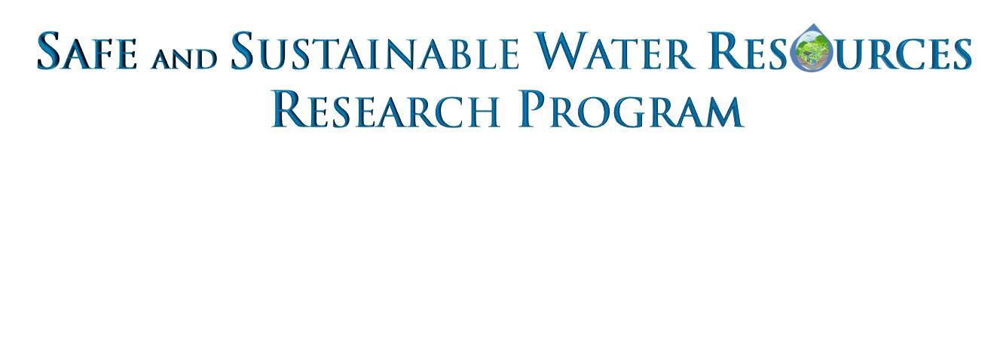 Safe and Sustainable Water Resources
Research Program